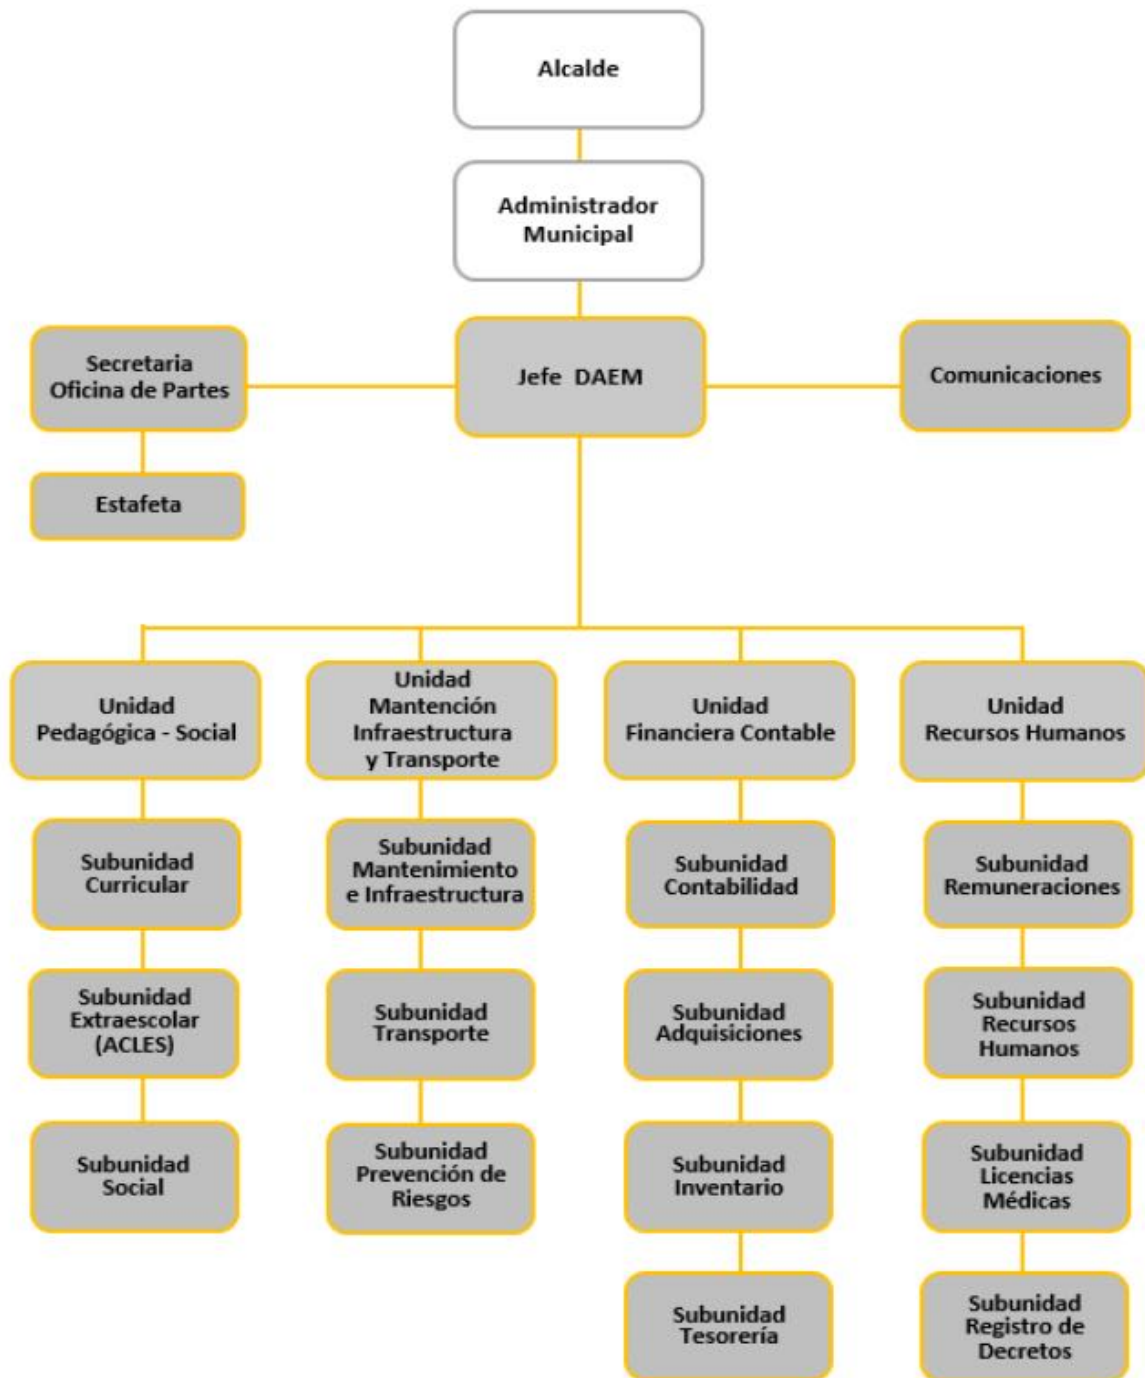 Alcalde
Administrador
Municipal
Secretaria
Oficina de Partes
Jefe DAEM
Comunicaciones
Estafeta
Unidad
Pedagógica - Social
Unidad
Mantención
Infraestructura
y Transporte
Unidad
Financiera Contable
Unidad
Recursos Humanos
Subunidad
Curricular
Subunidad
Mantenimiento
e Infraestructura
Subunidad
Contabilidad
Subunidad
Remuneraciones
Subunidad
Extraescolar
(ACLES)
Subunidad
Transporte
Subunidad
Adquisiciones
Subunidad
Recursos
Humanos
Subunidad
Social
Subunidad
Prevención de
Riesgos
Subunidad
Inventario
Subunidad
Licencias
Médicas
Subunidad
Tesorería
Subunidad
Registro de
Decretos